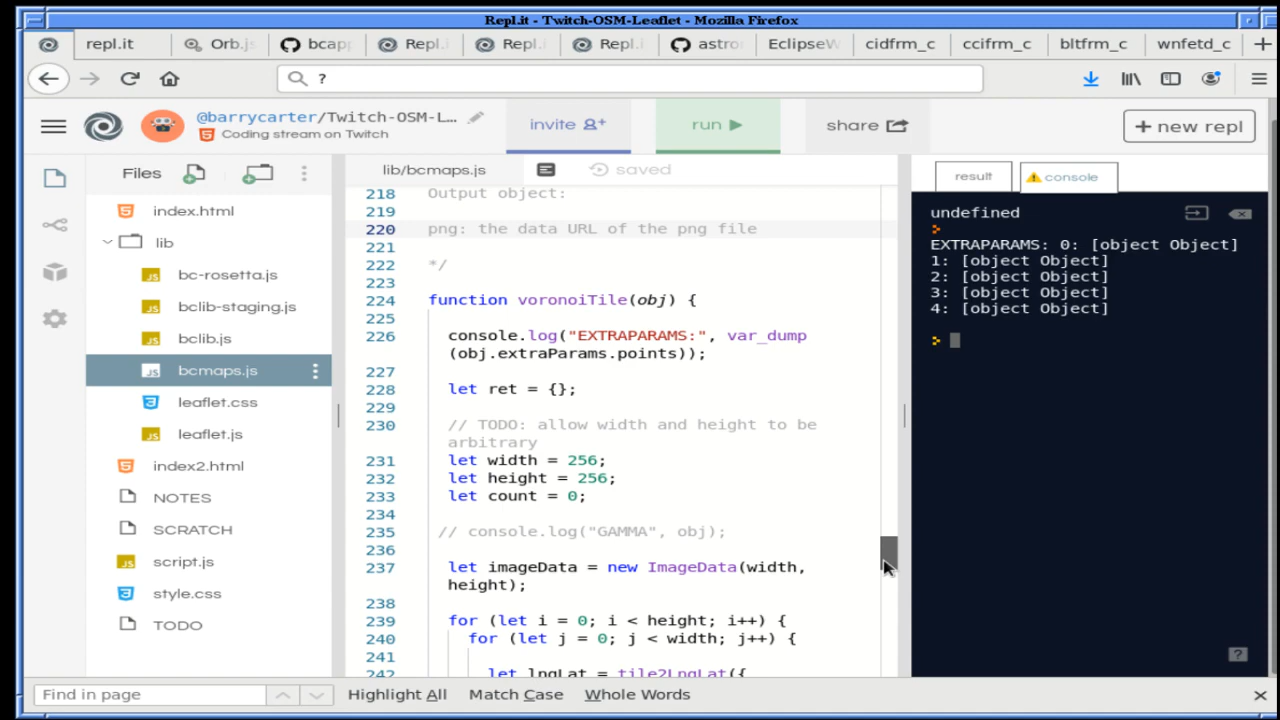 Repl.it - Twitch-OSM-Leaflet - Mozilla Firefox
repl.it
Orb.js
bcap
Repl.i
Repl.i
Repl.i
astro
EclipseW
cidfrm_c
ccifrm_c
bltfrm_c
wnfetd_c
?
@barrycarter/Twitch-OSM-L...
Coding stream on Twitch
invite
run
share
+ new repl
Files
lib/bcmaps.js
saved
result
console
index.html
lib
bc-rosetta.js
bclib-staging.js
bclib.js
bcmaps.js
leaflet.css
leaflet.js
index2.html
NOTES
SCRATCH
script.js
style.css
TODO
218 Output object:
219
220 png: the data URL of the png file
221
222 */
223
224 function voronoiTile(obj) {
225
226 console.log("EXTRAPARAMS:", var_dump
(obj.extraParams.points));
227
228 let ret = {};
229
230 // TODO: allow width and height to be
arbitrary
231 let width = 256;
232 let height = 256;
233 let count = 0;
234
235 // console.log("GAMMA", obj);
236
237 let imageData = new ImageData(width,
height);
238
239 for (let i = 0; i < height; i++) {
240 for (let j = 0; j < width; j++) {
241
242 let lngLat = tile2LngLat({
undefined
>
EXTRAPARAMS: 0: [object Object]
1: [object Object]
2: [object Object]
3: [object Object]
4: [object Object]
>
?
Find in page
Highlight All
Match Case
Whole Words